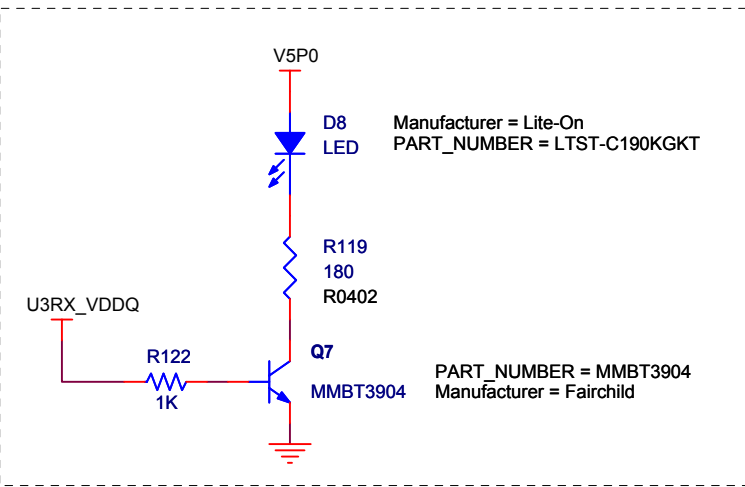 V5P0
D8
LED
Manufacturer = Lite-On
PART_NUMBER = LTST-C190KGKT
R119
180
R0402
U3RX_VDDQ
R122
1K
Q7
MMBT3904
PART_NUMBER = MMBT3904
Manufacturer = Fairchild